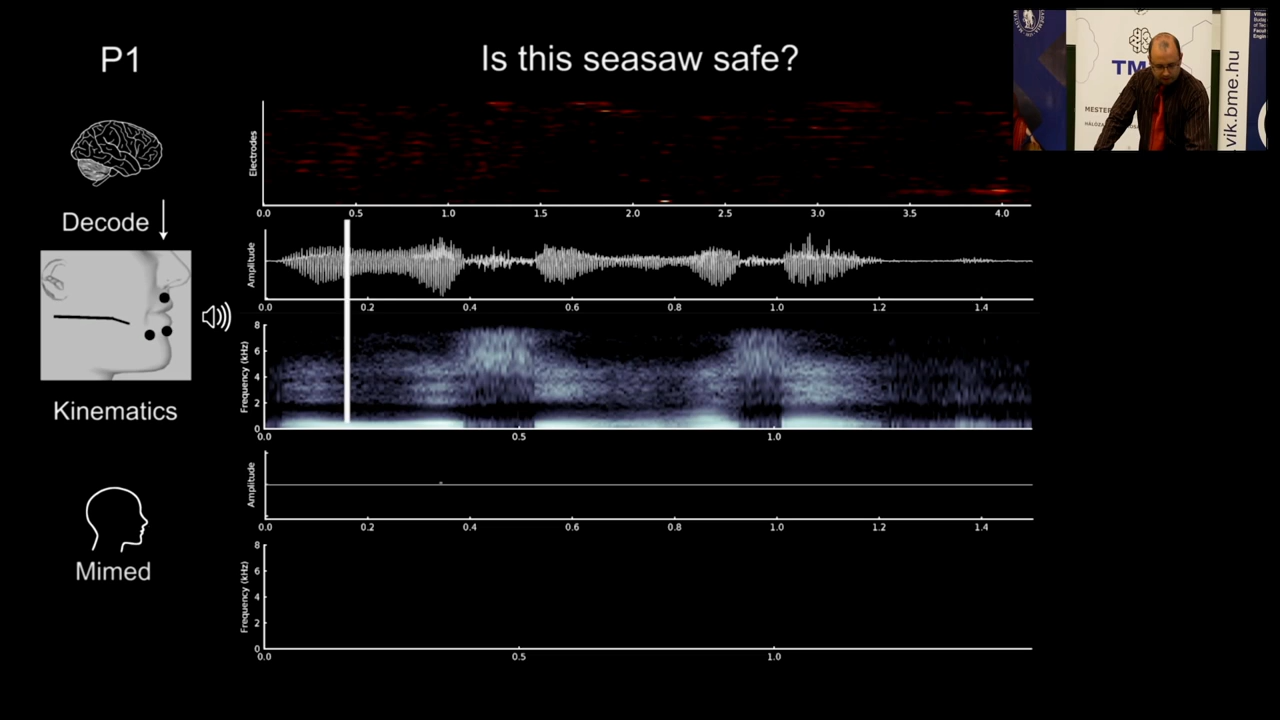 P1
Is this seasaw safe?
TM
MESTER
HÁLÓZA
vik.bme.hu
Electrodes
0.0 0.5 1.0 1.5 2.0 2.5 3.0 3.5 4.0
Decode
Amplitude
0.0 0.2 0.4 0.6 0.8 1.0 1.2 1.4
Frequency (kHz)
8
6
4
2
0
0.0 0.5 1.0
Kinematics
Amplitude
0.0 0.2 0.4 0.6 0.8 1.0 1.2 1.4
Mimed
Frequency (kHz)
8
6
4
2
0
0.0 0.5 1.0